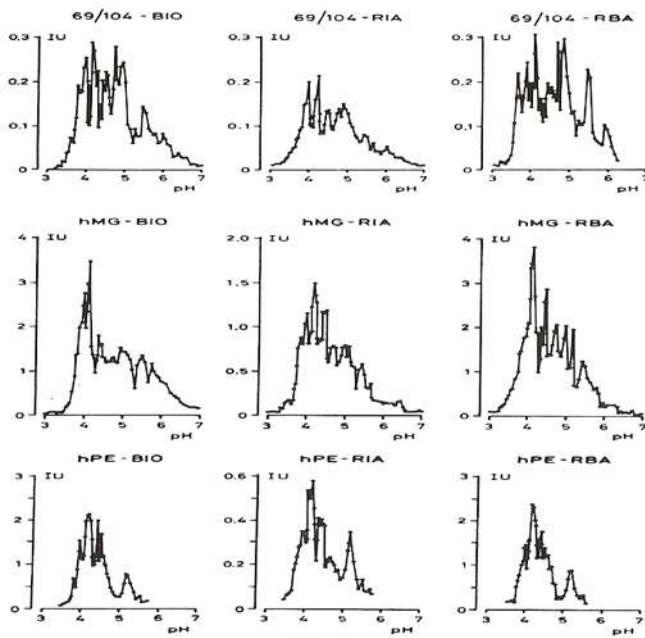 69/104-BIO 69/104-RIA 69/104-RBA
0.3 IU 0.3 IU 0.3 IU
0.2 0.2 0.2
0.1 0.1 0.1
0 0 0
3 4 5 6 7 3 4 5 6 7 3 4 5 6 7
pH pH pH
hMG-BIO hMG-RIA hMG-RBA
4 IU 2.0 IU 4 IU
3 1.5 3
2 1.0 2
1 0.5 1
0 0 0
3 4 5 6 7 3 4 5 6 7 3 4 5 6 7
pH pH pH
hPE-BIO hPE-RIA hPE-RBA
3 IU 0.6 IU 3 IU
2 0.4 2
1 0.2 1
0 0 0
3 4 5 6 7 3 4 5 6 7 3 4 5 6 7
pH pH pH